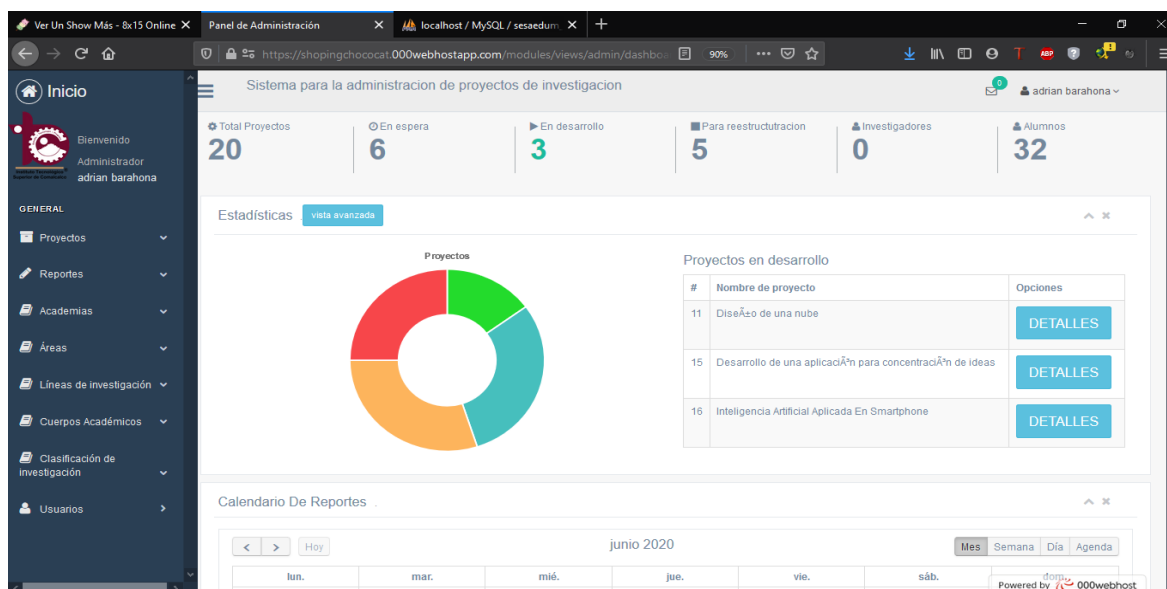 Ver Un Show Más - 8x15 Online
Panel de Administración
localhost / MySQL / sesaedum
https://shopingchococat.000webhostapp.com/modules/views/admin/dashboa
90%
ABP
Inicio
Sistema para la administracion de proyectos de investigacion
0
adrian barahona
Bienvenido
Administrador
adrian barahona
Total Proyectos
20
En espera
6
En desarrollo
3
Para reestructutracion
5
Investigadores
0
Alumnos
32
GENERAL
Proyectos
Reportes
Academias
Áreas
Líneas de investigación
Cuerpos Académicos
Clasificación de
investigación
Usuarios
Estadísticas
vista avanzada
Proyectos
Proyectos en desarrollo
# Nombre de proyecto Opciones
11 DiseÃ±o de una nube DETALLES
15 Desarrollo de una aplicaciÃ³n para concentraciÃ³n de ideas DETALLES
16 Inteligencia Artificial Aplicada En Smartphone DETALLES
Calendario De Reportes
Hoy
junio 2020
Mes Semana Día Agenda
lun. mar. mié. jue. vie. sáb. dom.
Powered by 000webhost